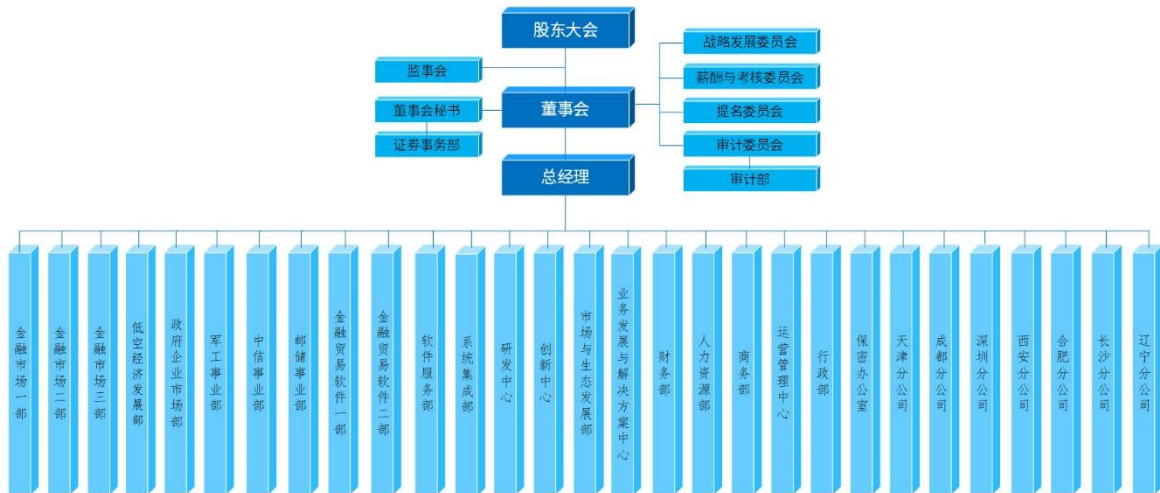 股东大会
监事会
董事会
董事会秘书
证券事务部
战略发展委员会
薪酬与考核委员会
提名委员会
审计委员会
审计部
总经理
金融市场一部
金融市场二部
金融市场三部
低空经济发展部
政府企业市场部
军工事业部
中信事业部
邮储事业部
金融贸易软件一部
金融贸易软件二部
软件服务部
系统集成部
研发中心
创新中心
市场与生态发展部
业务发展与解决方案中心
财务部
人力资源部
商务部
运营管理中心
行政部
保密办公室
天津分公司
成都分公司
深圳分公司
西安分公司
合肥分公司
长沙分公司
辽宁分公司